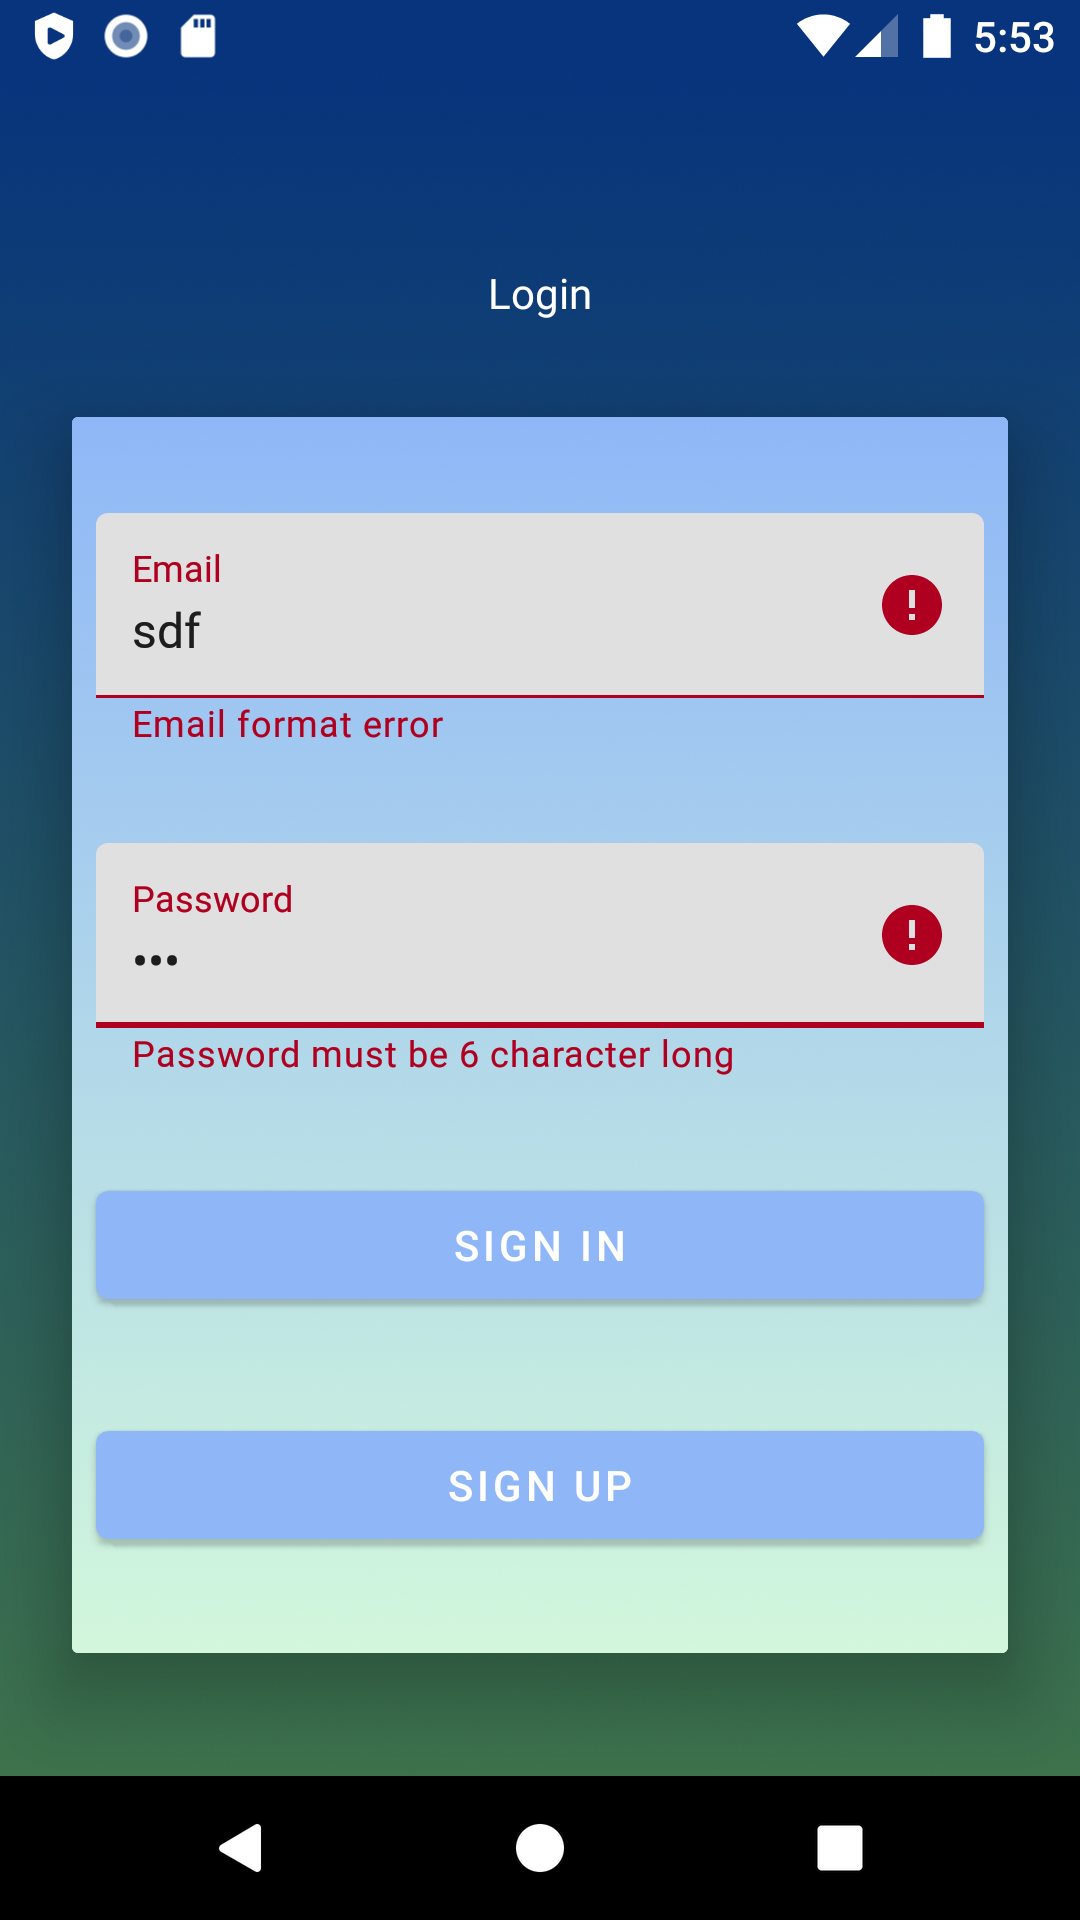 5:53
Login
Email
sdf
Email format error
Password
•••
Password must be 6 character long
SIGN IN
SIGN UP